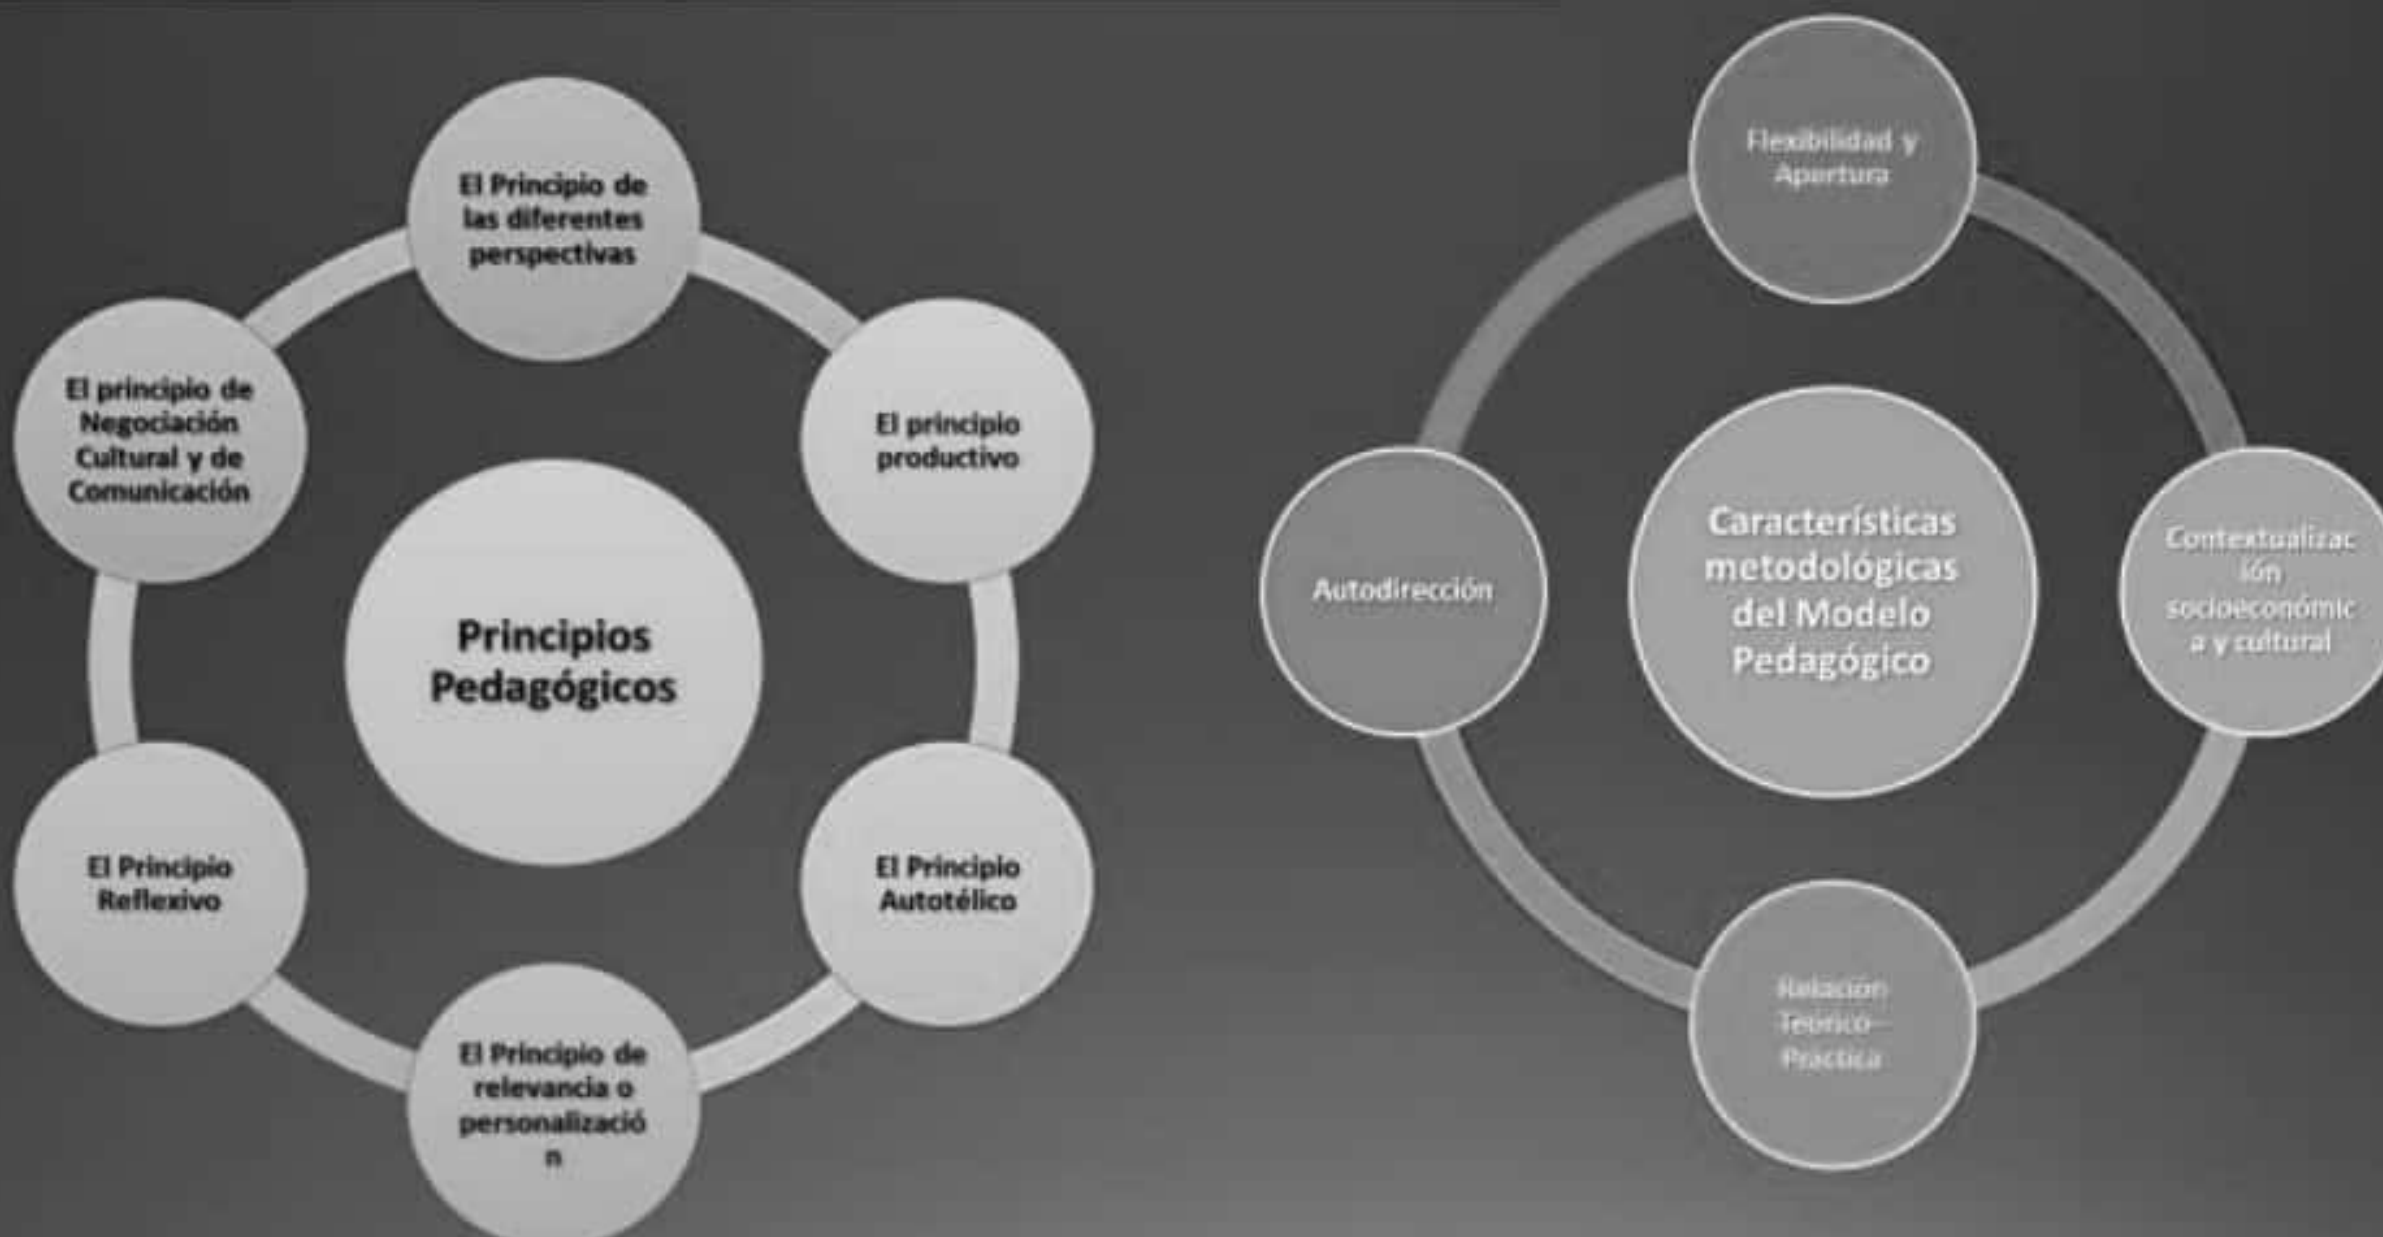 El Principio de
las diferentes
perspectivas
El principio
productivo
El Principio
Autotélico
El Principio de
relevancia o
personalizació
n
El Principio
Reflexivo
El principio de
Negociación
Cultural y de
Comunicación
Principios
Pedagógicos
Flexibilidad y
Apertura
Contextualizac
ión
socioeconómic
a y cultural
Relación
Teórico-
Práctica
Autodirección
Características
metodológicas
del Modelo
Pedagógico